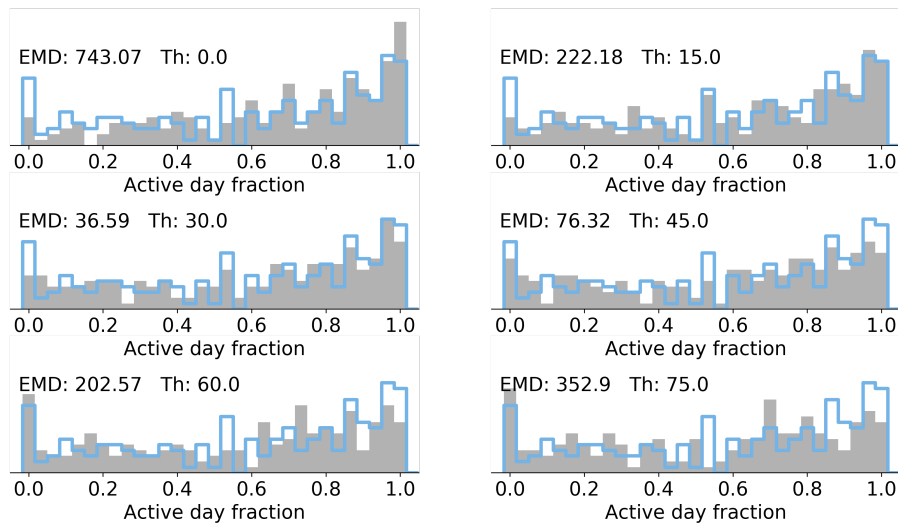 EMD: 743.07 Th: 0.0
0.0 0.2 0.4 0.6 0.8 1.0
Active day fraction
EMD: 222.18 Th: 15.0
0.0 0.2 0.4 0.6 0.8 1.0
Active day fraction
EMD: 36.59 Th: 30.0
0.0 0.2 0.4 0.6 0.8 1.0
Active day fraction
EMD: 76.32 Th: 45.0
0.0 0.2 0.4 0.6 0.8 1.0
Active day fraction
EMD: 202.57 Th: 60.0
0.0 0.2 0.4 0.6 0.8 1.0
Active day fraction
EMD: 352.9 Th: 75.0
0.0 0.2 0.4 0.6 0.8 1.0
Active day fraction